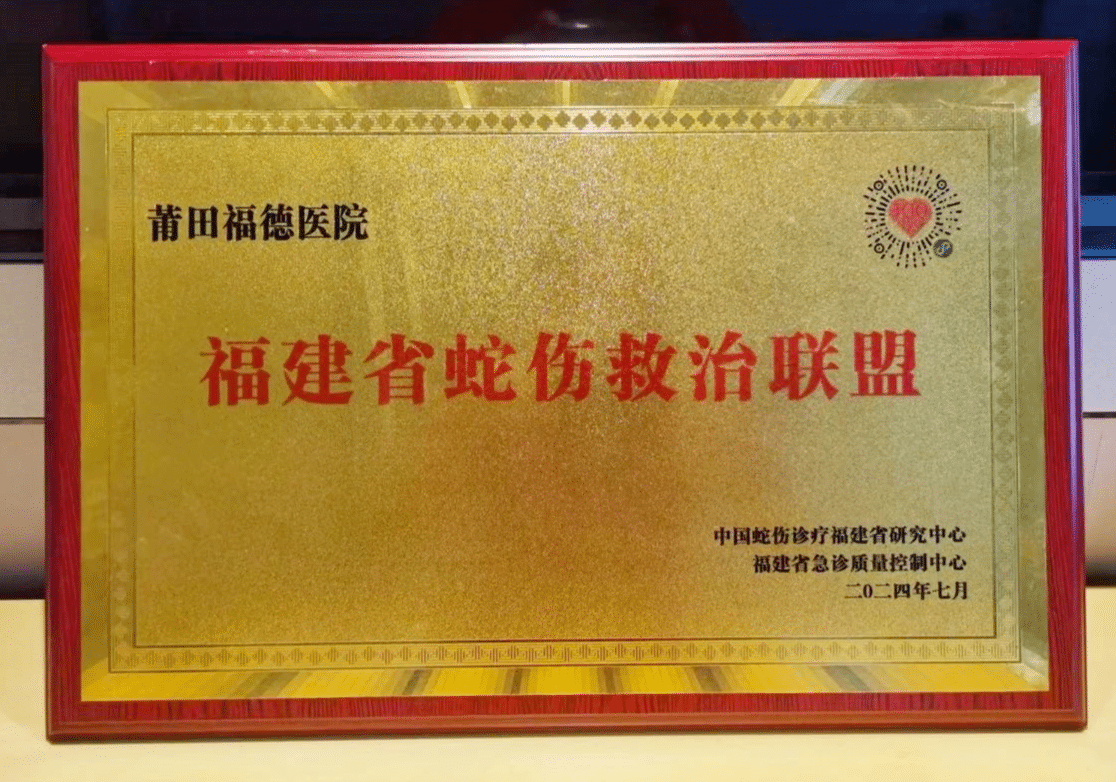 莆田福德医院
福建省蛇伤救治联盟
中国蛇伤诊疗福建省研究中心
福建省急诊质量控制中心
二0二四年七月